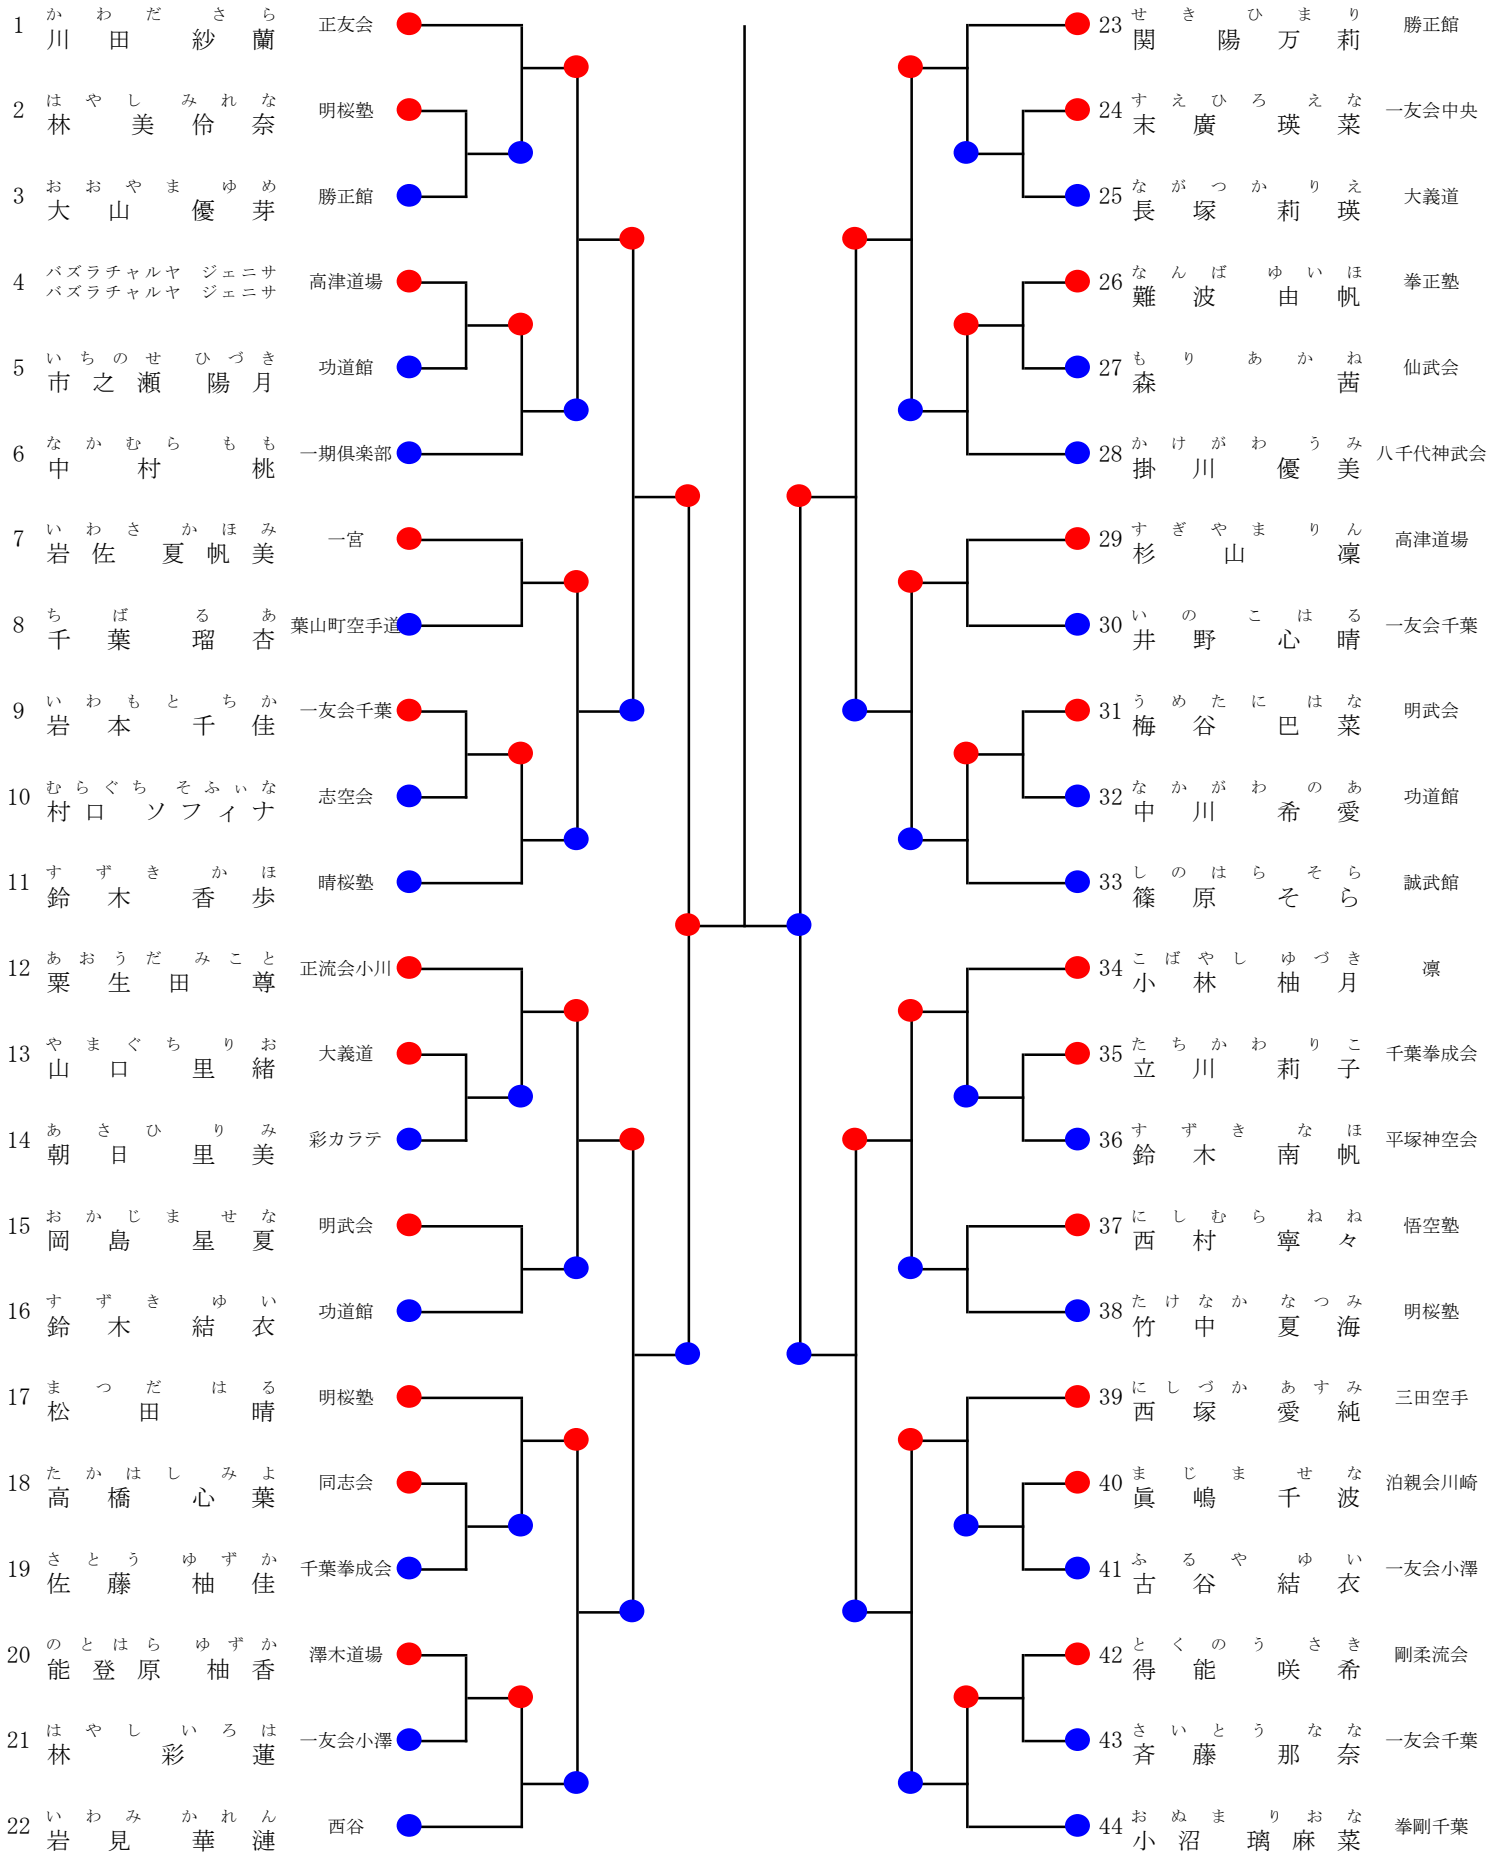 かわだ さら
1 川田 紗蘭 正友会
はやし みれな
2 林 美伶奈 明桜塾
おおやま ゆめ
3 大山 優芽 勝正館
バズラチャルヤ ジェニサ
4 バズラチャルヤ ジェニサ 高津道場
いちのせ ひづき
5 市之瀬 陽月 功道館
なかむら もも
6 中村 桃 一期倶楽部
いわさ かほみ
7 岩佐 夏帆美 一宮
ちば るあ
8 千葉 瑠杏 葉山町空手道
いわもと ちか
9 岩本 千佳 一友会千葉
むらぐち そふぃな
10 村口 ソフィナ 志空会
すずき かほ
11 鈴木 香歩 晴桜塾
あおうだ みこと
12 粟生田 尊 正流会小川
やまぐち りお
13 山口 里緒 大義道
あさひ りみ
14 朝日 里美 彩カラテ
おかじま せな
15 岡島 星夏 明武会
すずき ゆい
16 鈴木 結衣 功道館
まつだ はる
17 松田 晴 明桜塾
たかはし みよ
18 高橋 心葉 同志会
さとう ゆずか
19 佐藤 柚佳 千葉拳成会
のとはら ゆずか
20 能登原 柚香 澤木道場
はやし いろは
21 林 彩蓮 一友会小澤
いわみ かれん
22 岩見 華漣 西谷
せき ひまり
23 関 陽万莉 勝正館
すえひろ えな
24 末廣 瑛菜 一友会中央
ながつか りえ
25 長塚 莉瑛 大義道
なんば ゆいほ
26 難波 由帆 拳正塾
もり あかね
27 森 茜 仙武会
かけがわ うみ
28 掛川 優美 八千代神武会
すぎやま りん
29 杉山 凜 高津道場
いの こはる
30 井野 心晴 一友会千葉
うめたに はな
31 梅谷 巴菜 明武会
なかがわ のあ
32 中川 希愛 功道館
しのはら そら
33 篠原 そら 誠武館
こばやし ゆづき
34 小林 柚月 凛
たちかわ りこ
35 立川 莉子 千葉拳成会
すずき なほ
36 鈴木 南帆 平塚神空会
にしむら ねね
37 西村 寧々 悟空塾
たけなか なつみ
38 竹中 夏海 明桜塾
にしづか あすみ
39 西塚 愛純 三田空手
まじま せな
40 眞嶋 千波 泊親会川崎
ふるや ゆい
41 古谷 結衣 一友会小澤
とくのう さき
42 得能 咲希 剛柔流会
さいとう なな
43 斉藤 那奈 一友会千葉
おぬま りおな
44 小沼 璃麻菜 拳剛千葉